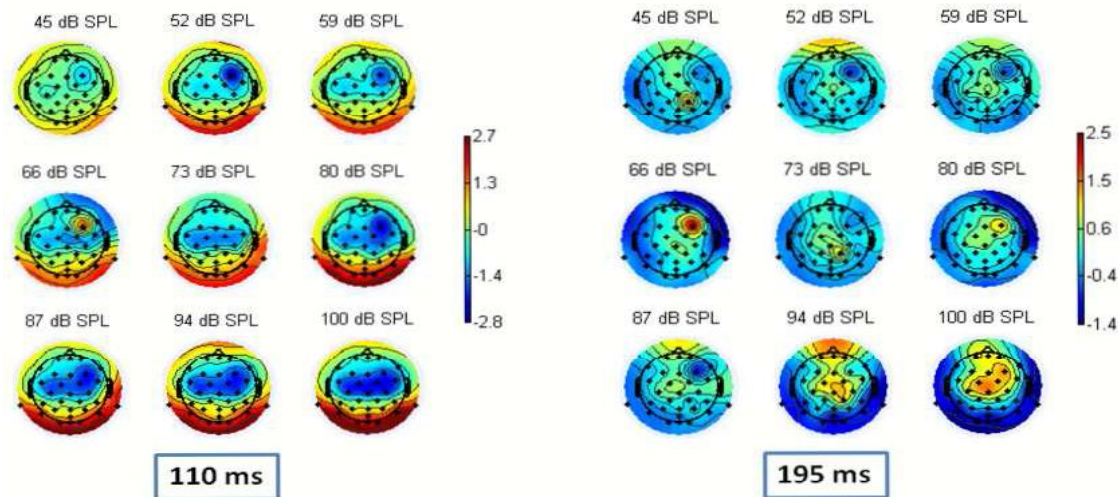 45 dB SPL 52 dB SPL 59 dB SPL
66 dB SPL 73 dB SPL 80 dB SPL
87 dB SPL 94 dB SPL 100 dB SPL
2.7
1.3
-0
-1.4
-2.8
110 ms
45 dB SPL 52 dB SPL 59 dB SPL
66 dB SPL 73 dB SPL 80 dB SPL
87 dB SPL 94 dB SPL 100 dB SPL
2.5
1.5
0.6
-0.4
-1.4
195 ms